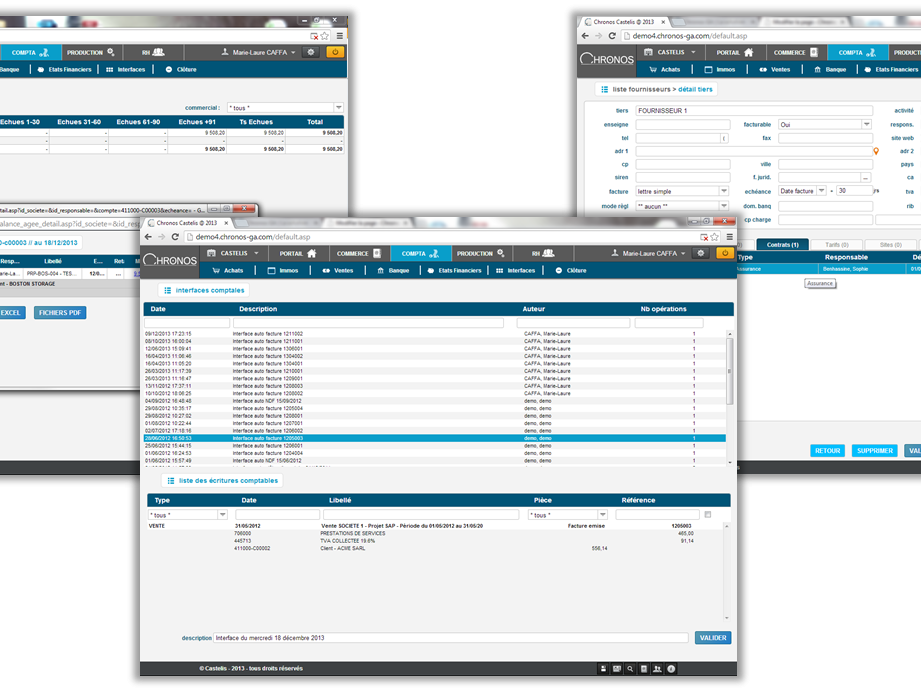 COMPTA PRODUCTION RH Marie-Laure CAFFA
Banque Etats Financiers Interfaces Clôture
commercial : * tous *
Echues 1-30 Echues 31-60 Echues 61-90 Echues +91 Ts Echues Total
- - - 9 508,20 9 508,20 9 508,20
- - - - - -
- - - 9 508,20 9 508,20 9 508,20
Chronos Castelis @ 2013
demo4.chronos-ga.com/default.asp
CHRONOS CASTELIS PORTAIL COMMERCE COMPTA
Achats Immos Ventes Banque Etats Financiers
liste fournisseurs > détail tiers
tiers FOURNISSEUR 1 activité
enseigne facturable Oui respons.
tel ( fax site web
adr 1 adr 2
cp ville pays
siren f. jurid. ... ca
facture lettre simple echéance Date facture + 30 tva
mode régl ** aucun ** dom. banq rib
cp charge
Contrats (1) Tarifs (0) Sites (0)
Type Responsable
Assurance Benhassine, Sophie
Assurance
RETOUR SUPPRIMER
detail.asp?id_societe=&id_responsable=&compte=411000-C00003&echeance= - G...
balance_agee_detail.asp?id_societe=&id_resp
-c00003 // au 18/12/2013
Resp... Libellé E... Ret.
PRP-BOS-004 - TES... 12/0... ...
- BOSTON STORAGE
EXCEL FICHIERS PDF
Chronos Castelis @ 2013
demo4.chronos-ga.com/default.asp
CHRONOS CASTELIS PORTAIL COMMERCE COMPTA PRODUCTION RH Marie-Laure CAFFA
Achats Immos Ventes Banque Etats Financiers Interfaces Clôture
interfaces comptables
Date Description Auteur Nb opérations
09/12/2013 17:23:15 Interface auto facture 1211002 CAFFA, Marie-Laure 1
08/10/2013 16:00:04 Interface auto facture 1211001 CAFFA, Marie-Laure 1
12/06/2013 15:09:41 Interface auto facture 1306001 CAFFA, Marie-Laure 1
16/04/2013 11:06:46 Interface auto facture 1304002 CAFFA, Marie-Laure 1
16/04/2013 11:05:20 Interface auto facture 1304001 CAFFA, Marie-Laure 1
26/03/2013 11:17:39 Interface auto facture 1210001 CAFFA, Marie-Laure 1
26/03/2013 11:16:47 Interface auto facture 1209001 CAFFA, Marie-Laure 1
13/11/2012 17:37:11 Interface auto facture 1208003 CAFFA, Marie-Laure 1
10/10/2012 18:06:25 Interface auto facture 1208002 CAFFA, Marie-Laure 1
04/09/2012 16:48:48 Interface auto NDF 15/09/2012 demo, demo 1
29/08/2012 10:35:17 Interface auto facture 1205004 demo, demo 1
29/08/2012 10:27:02 Interface auto facture 1208001 demo, demo 1
01/08/2012 10:22:44 Interface auto facture 1207001 demo, demo 1
02/07/2012 17:18:16 Interface auto facture 1206002 demo, demo 1
28/06/2012 16:50:53 Interface auto facture 1205003 demo, demo 1
25/06/2012 15:44:15 Interface auto facture 1206001 demo, demo 1
01/06/2012 16:24:53 Interface auto facture 1204004 demo, demo 1
01/06/2012 15:57:49 Interface auto NDF 15/06/2012 demo, demo 1
liste des écritures comptables
Type Date Libellé Pièce Référence
* tous * * tous *
VENTE 31/05/2012 Vente SOCIETE 1 - Projet SAP - Période du 01/05/2012 au 31/05/20 Facture emise 1205003
706000 PRESTATIONS DE SERVICES 465,00
445713 TVA COLLECTEE 19.6% 91,14
411000-C00002 Client - ACME SARL 556,14
description Interface du mercredi 18 décembre 2013 VALIDER
© Castelis - 2013 - tous droits réservés